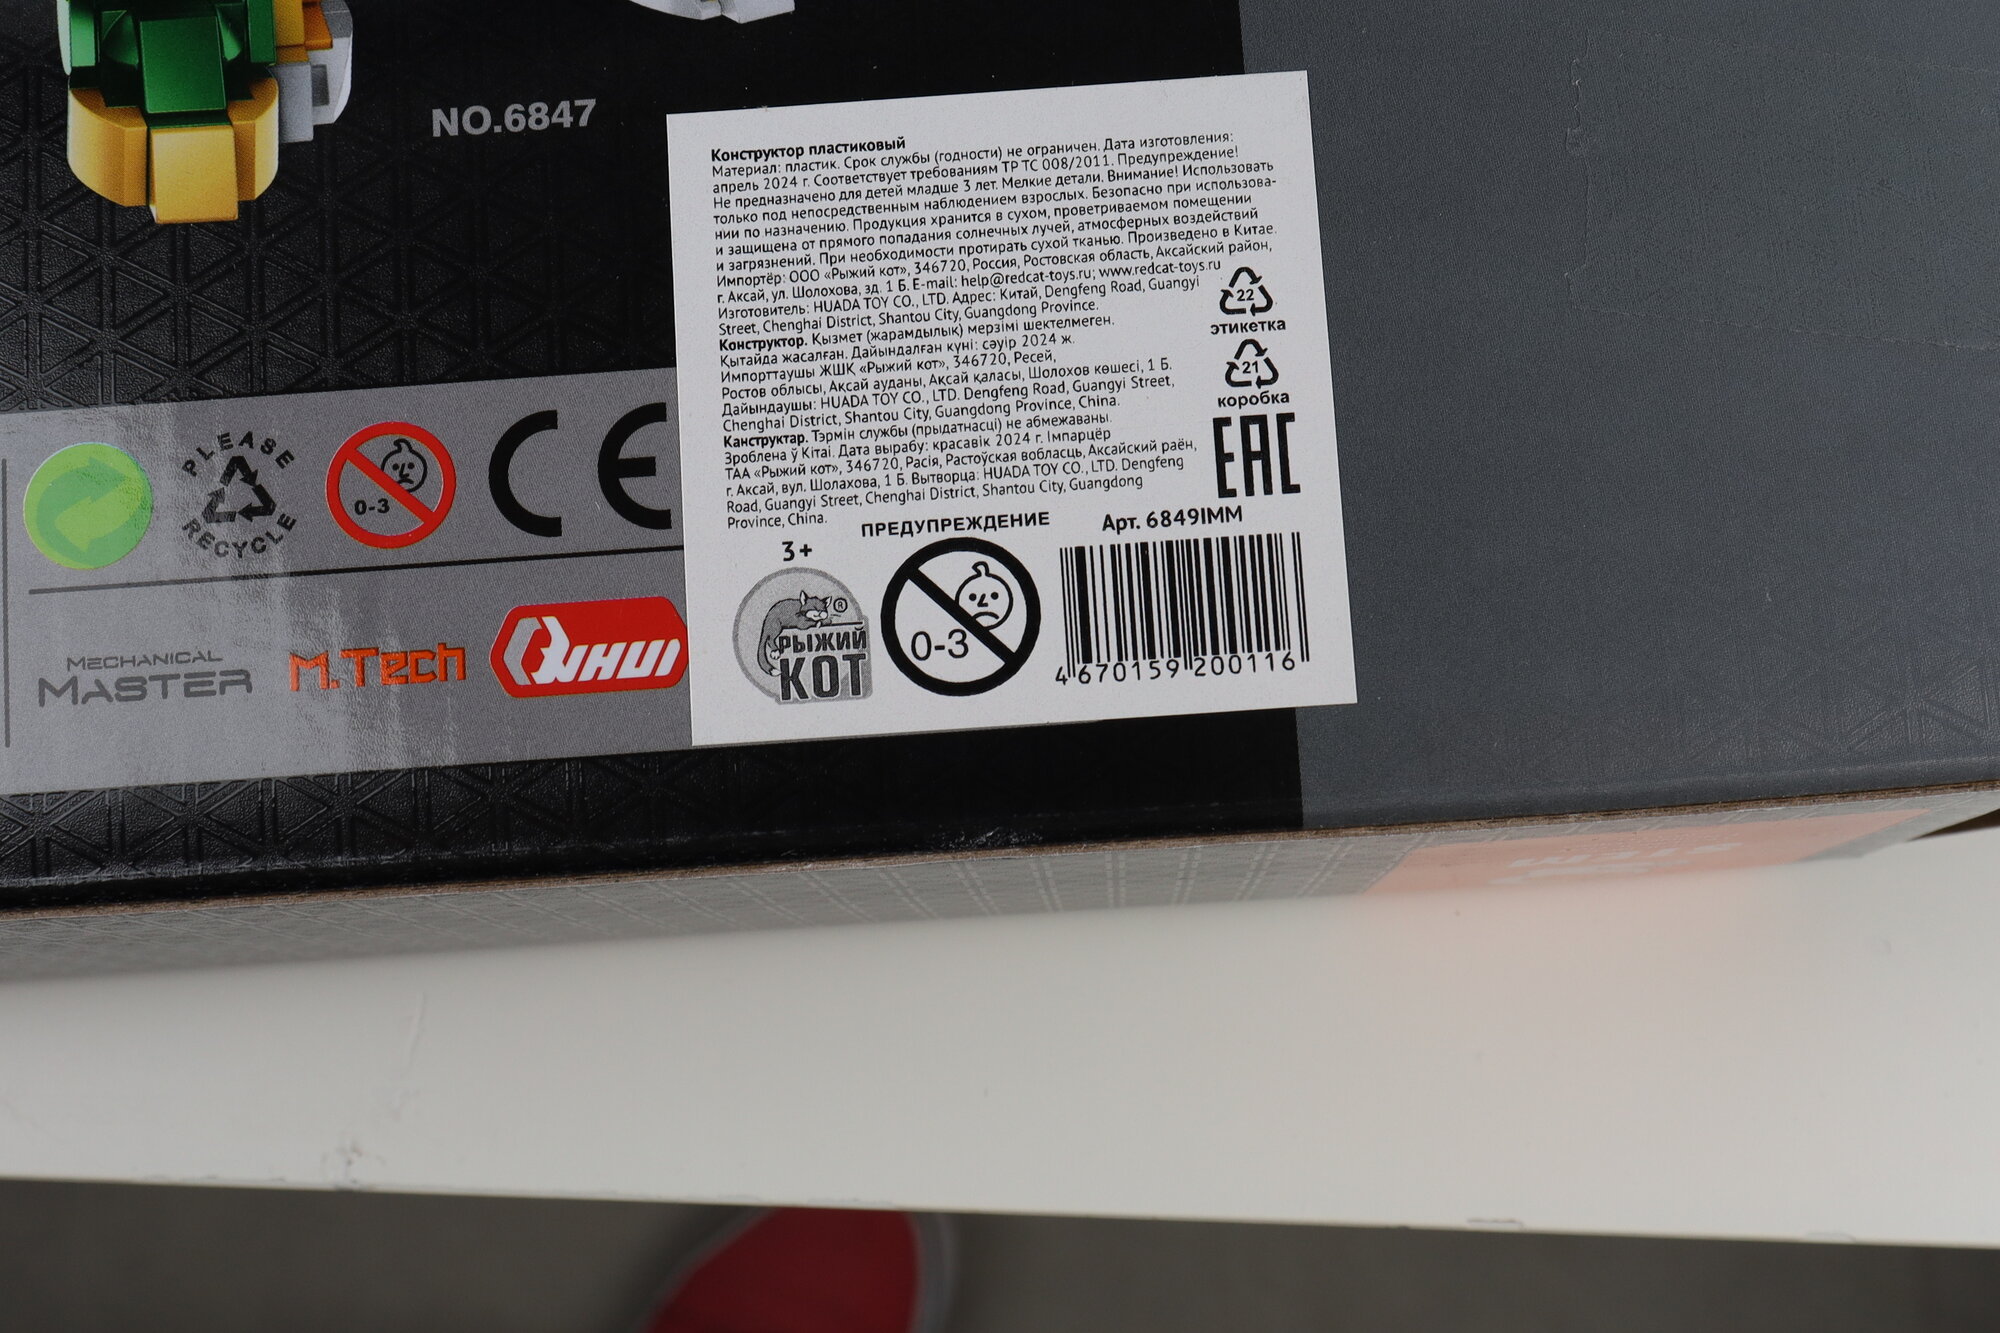 NO.6847
Конструктор пластиковый
Материал: пластик. Срок службы (годности) не ограничен. Дата изготовления:
апрель 2024 г. Соответствует требованиям ТР ТС 008/2011. Предупреждение!
Не предназначено для детей младше 3 лет. Мелкие детали. Внимание! Использовать
только под непосредственным наблюдением взрослых. Безопасно при использова-
нии по назначению. Продукция хранится в сухом, проветриваемом помещении
и защищена от прямого попадания солнечных лучей, атмосферных воздействий
и загрязнений. При необходимости протирать сухой тканью. Произведено в Китае.
Импортёр: ООО «Рыжий кот», 346720, Россия, Ростовская область, Аксайский район,
г. Аксай, ул. Шолохова, зд. 1 Б. E-mail: help@redcat-toys.ru; www.redcat-toys.ru
Изготовитель: HUADA TOY CO., LTD. Адрес: Китай, Dengfeng Road, Guangyi
Street, Chenghai District, Shantou City, Guangdong Province.
Конструктор. Қызмет (жарамдылық) мерзімі шектелмеген.
Қытайда жасалған. Дайындалған күні: сәуір 2024 ж.
Импорттаушы ЖШҚ «Рыжий кот», 346720, Ресей,
Ростов облысы, Аксай ауданы, Аксай қаласы, Шолохов көшесі, 1 Б.
Дайындаушы: HUADA TOY CO., LTD. Dengfeng Road, Guangyi Street,
Chenghai District, Shantou City, Guangdong Province, China.
Канструктар. Тэрмін службы (прыдатнасці) не абмежаваны.
Зроблена ў Кітаі. Дата вырабу: красавік 2024 г. Імпарцёр
ТАА «Рыжий кот», 346720, Расія, Растоўская вобласць, Аксайский раён,
г. Аксай, вул. Шолахова, 1 Б. Вытворца: HUADA TOY CO., LTD. Dengfeng
Road, Guangyi Street, Chenghai District, Shantou City, Guangdong
Province, China.
22
этикетка
21
коробка
EAC
ПРЕДУПРЕЖДЕНИЕ
Арт. 6849IMM
3+
РЫЖИЙ
КОТ
®
0-3
4 670159 200116
PLEASE
RECYCLE
0-3
CE
MECHANICAL
MASTER
M.Tech